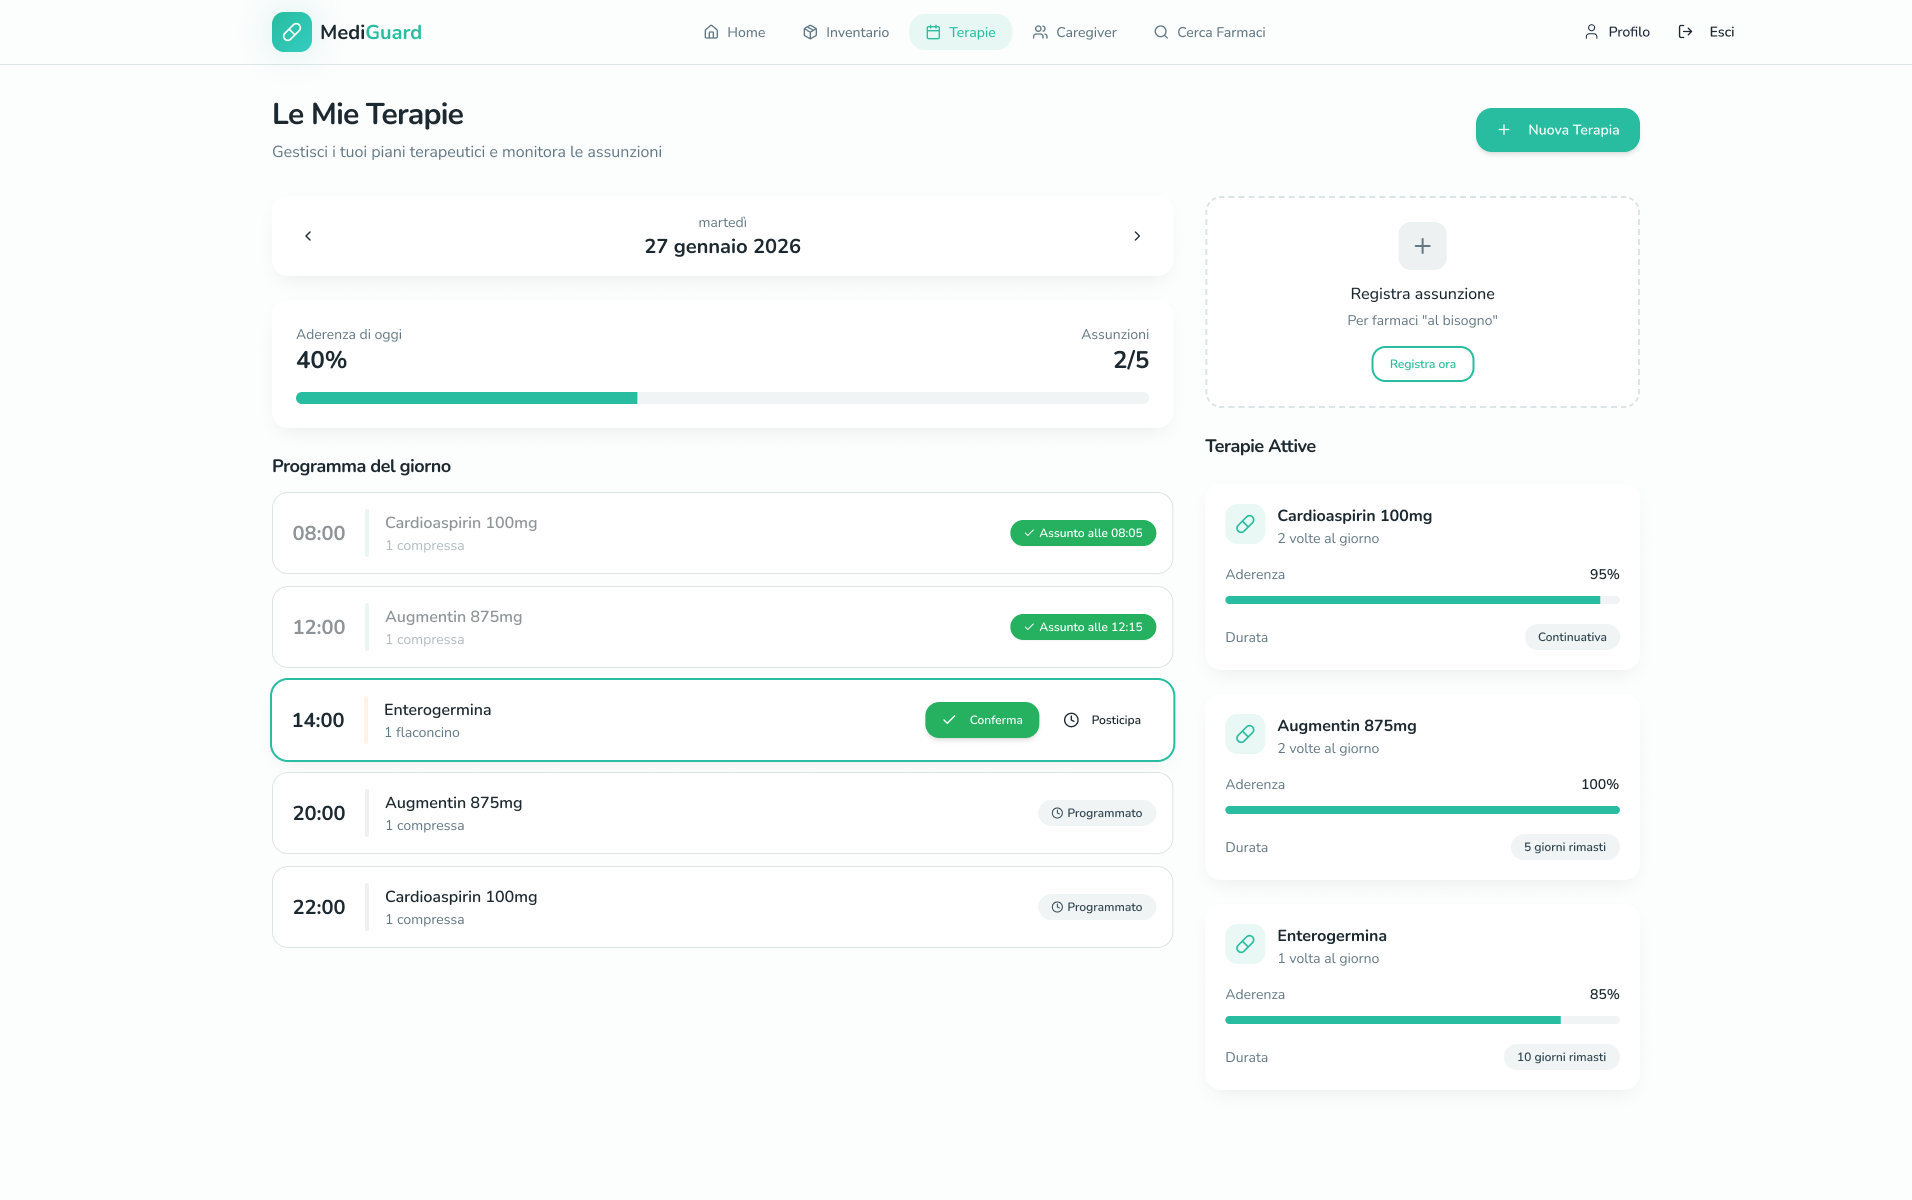 MediGuard
Home
Inventario
Terapie
Caregiver
Cerca Farmaci
Profilo
Esci
Le Mie Terapie
Gestisci i tuoi piani terapeutici e monitora le assunzioni
Nuova Terapia
martedì
27 gennaio 2026
Aderenza di oggi
40%
Assunzioni
2/5
Programma del giorno
08:00
Cardioaspirin 100mg
1 compressa
Assunto alle 08:05
12:00
Augmentin 875mg
1 compressa
Assunto alle 12:15
14:00
Enterogermina
1 flaconcino
Conferma
Posticipa
20:00
Augmentin 875mg
1 compressa
Programmato
22:00
Cardioaspirin 100mg
1 compressa
Programmato
Registra assunzione
Per farmaci "al bisogno"
Registra ora
Terapie Attive
Cardioaspirin 100mg
2 volte al giorno
Aderenza
95%
Durata
Continuativa
Augmentin 875mg
2 volte al giorno
Aderenza
100%
Durata
5 giorni rimasti
Enterogermina
1 volta al giorno
Aderenza
85%
Durata
10 giorni rimasti